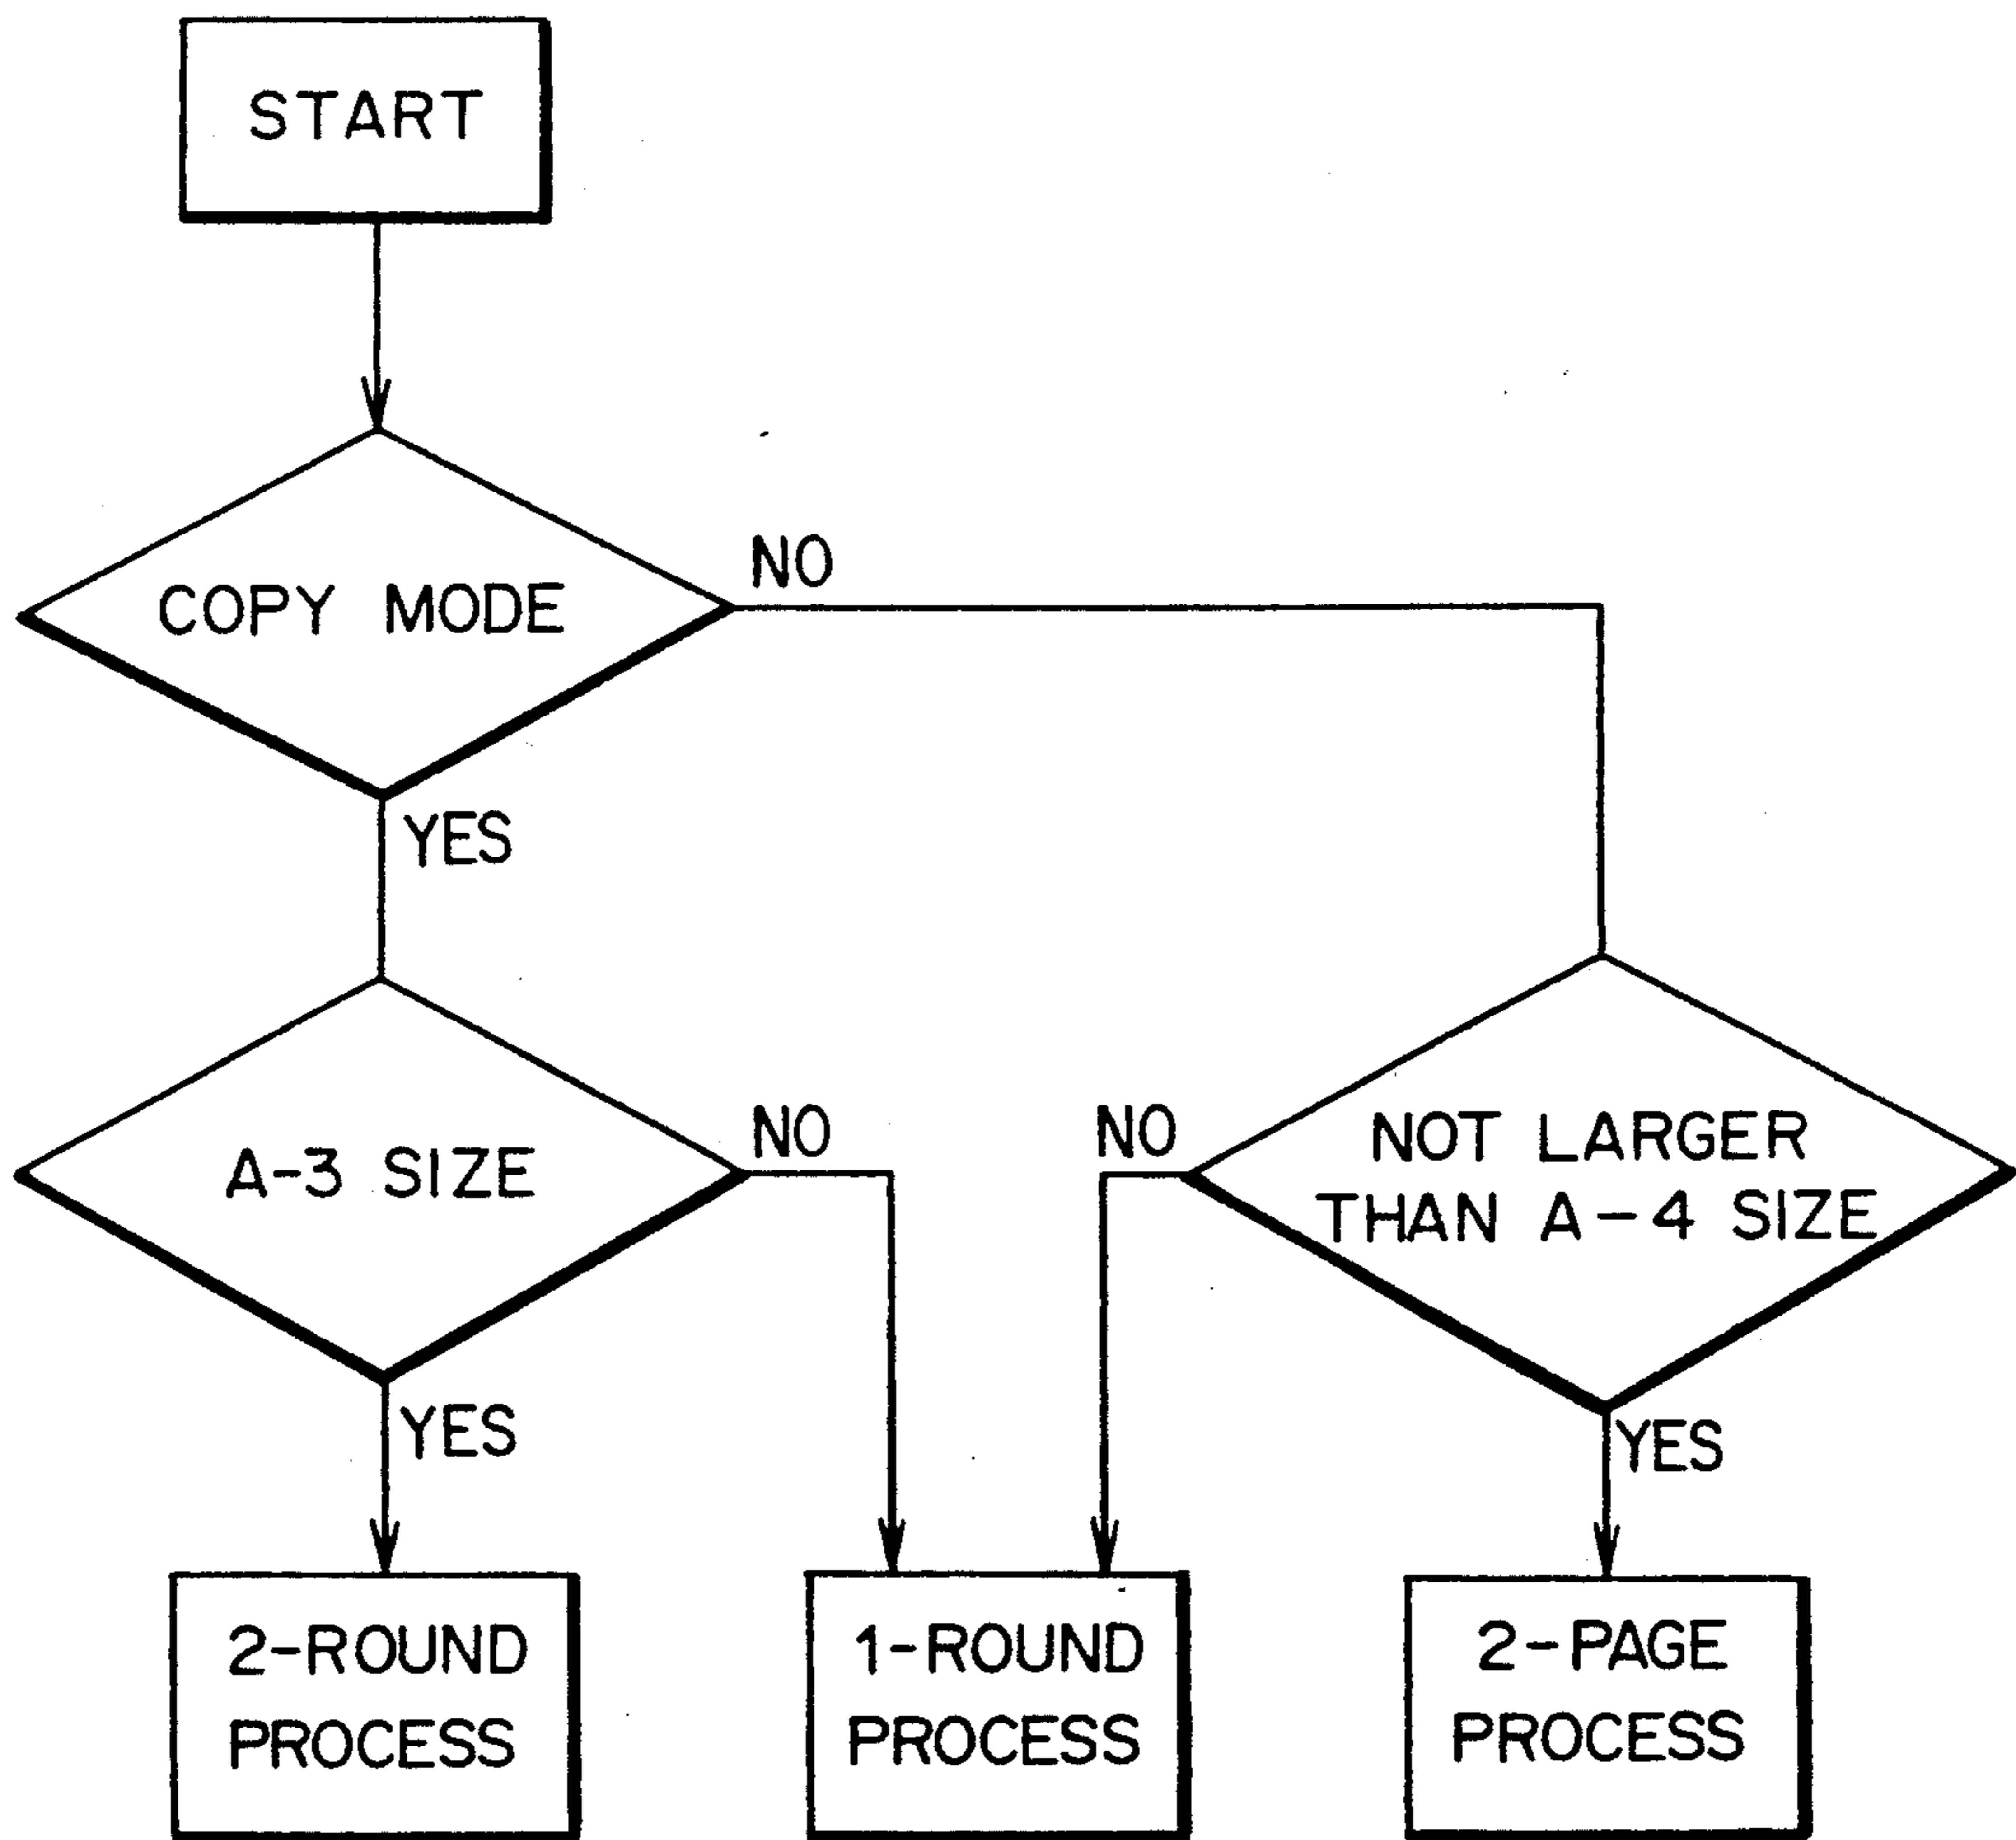 START
NO
COPY MODE
YES
NO
NO
NOT LARGER
A-3 SIZE
THAN A-4 SIZE
YES
YES
2-ROUND
PROCESS
1-ROUND
PROCESS
2-PAGE
PROCESS